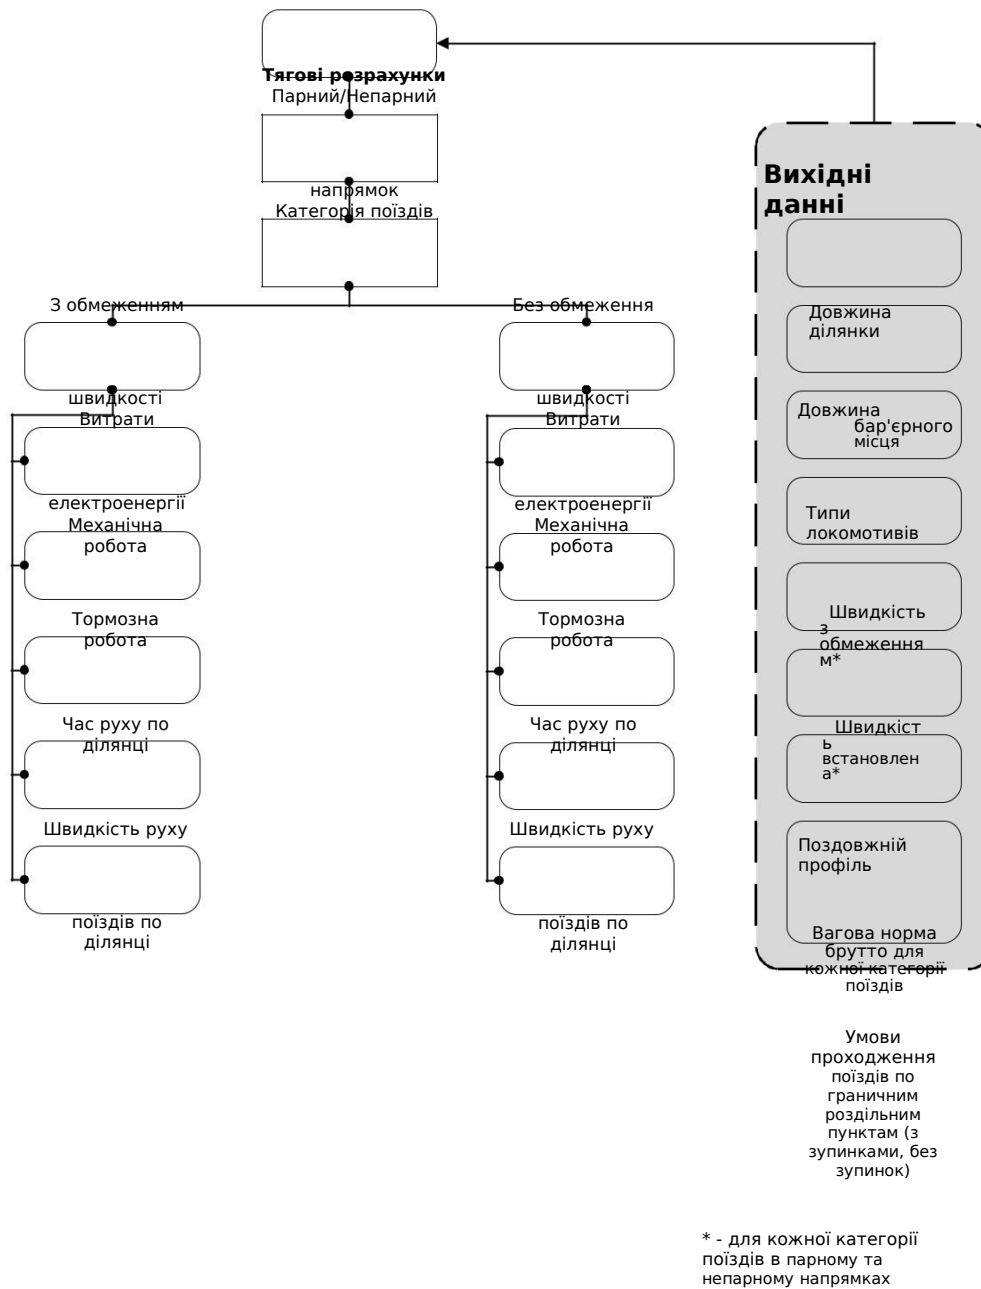 Тягові розрахунки
Парний/Непарний
напрямок
Категорія поїздів
З обмеженням
швидкості
Витрати
електроенергії
Механічна
робота
Тормозна
робота
Час руху по
ділянці
Швидкість руху
поїздів по
ділянці
Без обмеження
швидкості
Витрати
електроенергії
Механічна
робота
Тормозна
робота
Час руху по
ділянці
Швидкість руху
поїздів по
ділянці
Вихідні
данні
Довжина
ділянки
Довжина
бар'єрного
місця
Типи
локомотивів
Швидкість
з
обмеження
м*
Швидкіст
ь
встановлен
а*
Поздовжній
профіль
Вагова норма
брутто для
кожної категорії
поїздів
Умови
проходження
поїздів по
граничним
роздільним
пунктам (з
зупинками, без
зупинок)
* - для кожної категорії
поїздів в парному та
непарному напрямках